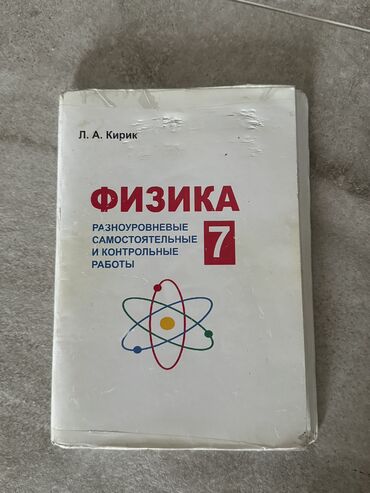 Л. А. Кирик
ФИЗИКА
РАЗНОУРОВНЕВЫЕ
САМОСТОЯТЕЛЬНЫЕ
И КОНТРОЛЬНЫЕ
РАБОТЫ
7